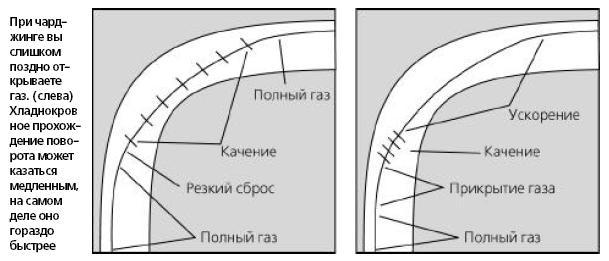 При чард-
жинге вы
слишком
поздно от-
крываете
газ. (слева)
Хладнокров
ное прохож-
дение пово-
рота может
казаться
медленным,
на самом
деле оно
гораздо
быстрее
Полный газ
Качение
Резкий сброс
Полный газ
Ускорение
Качение
Прикрытие газа
Полный газ